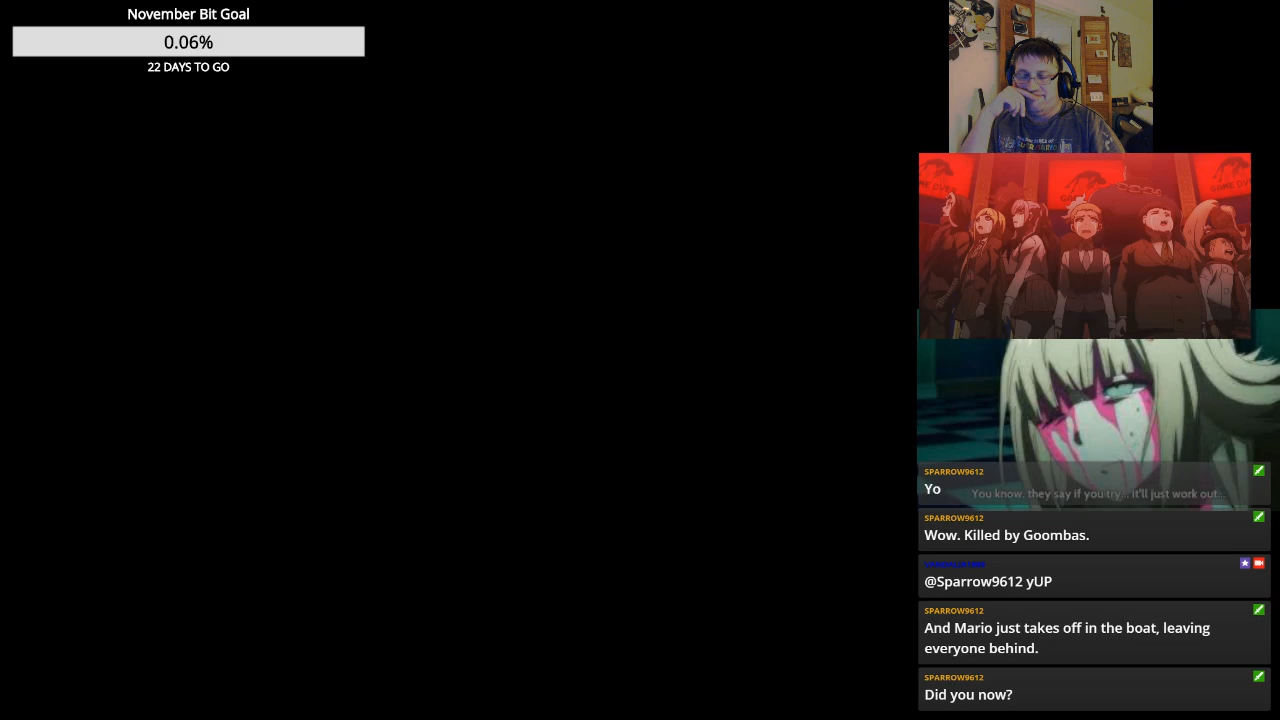 November Bit Goal
0.06%
22 DAYS TO GO
GAME OVER
SPARROW9612
Yo
You know. they say if you try... it'll just work out...
SPARROW9612
Wow. Killed by Goombas.
@Sparrow9612 yUP
SPARROW9612
And Mario just takes off in the boat, leaving
everyone behind.
SPARROW9612
Did you now?